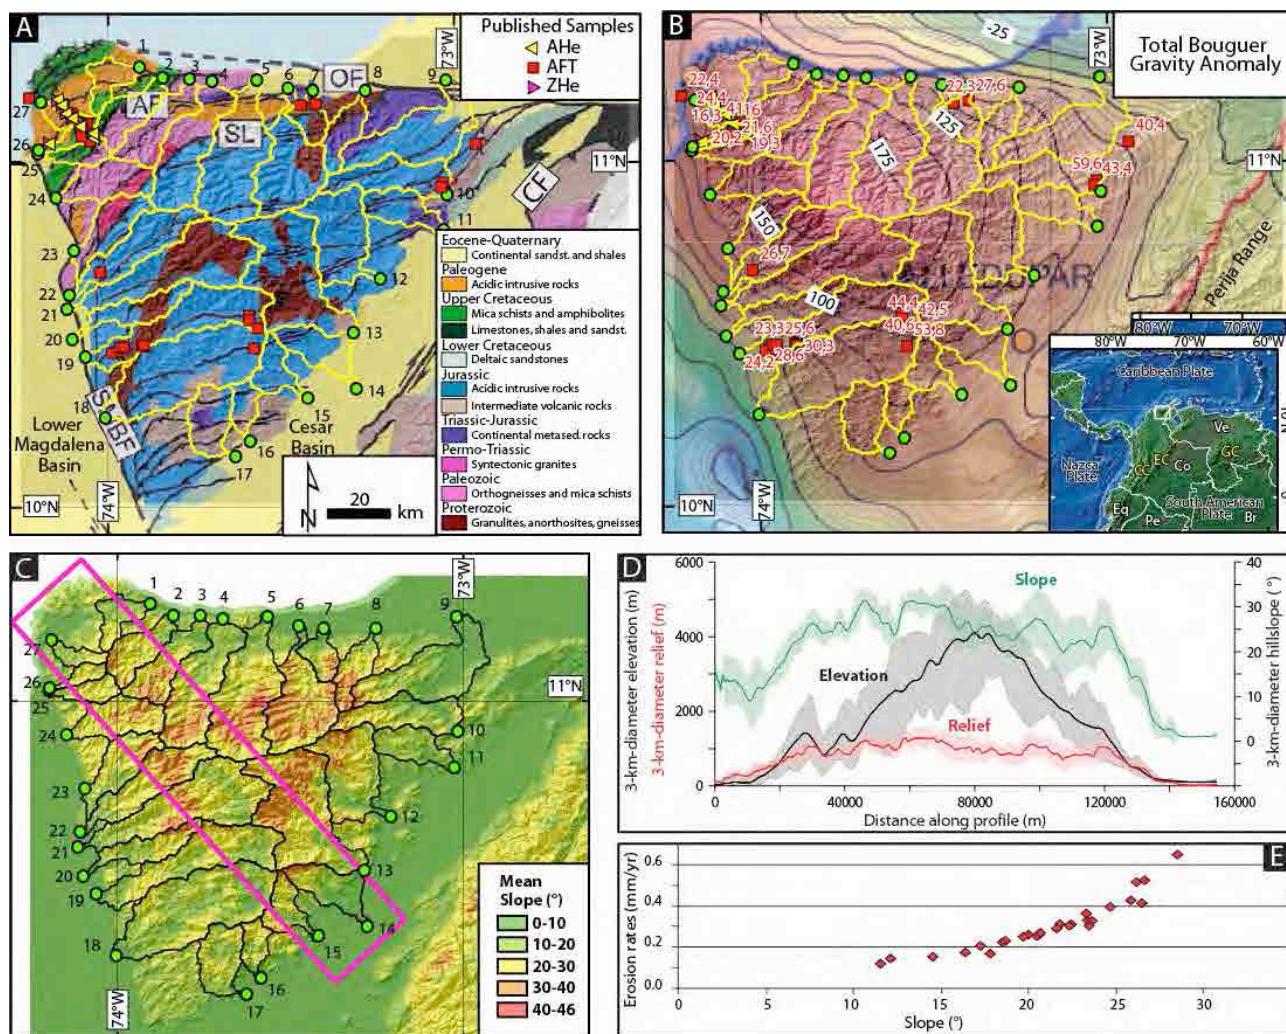 A
Published Samples
AHe
AFT
ZHe
73°W
1
2
3
4
5
6
7
8
9
OF
AF
SL
27
26
25
24
11°N
CF
10
11
23
12
22
21
20
19
13
14
18
15
16
17
SMBF
Lower
Magdalena
Basin
Cesar
Basin
10°N
74°W
N
20
km
Eocene-Quaternary
Continental sandst. and shales
Paleogene
Acidic intrusive rocks
Upper Cretaceous
Mica schists and amphibolites
Limestones, shales and sandst.
Lower Cretaceous
Deltaic sandstones
Jurassic
Acidic intrusive rocks
Intermediate volcanic rocks
Triassic-Jurassic
Continental metased. rocks
Permo-Triassic
Syntectonic granites
Paleozoic
Orthogneisses and mica schists
Proterozoic
Granulites, anorthosites, gneisses
B
-25
73°W
Total Bouguer
Gravity Anomaly
22,4
24,4
16,3
20,2
21,6
19,3
22,3
27,6
125
175
40,4
59,6
43,4
11°N
150
26,7
VALLEDUPAR
100
44,4
42,5
40,6
53,8
23,3
25,6
30,3
28,6
24,2
Perija Range
10°N
74°W
80°W
70°W
80°W
70°W
60°W
Caribbean Plate
Nazca
Plate
South American
Plate
Ve
GC
EC
CC
Co
Eq
Pe
Br
C
73°W
1
2
3
4
5
6
7
8
9
27
26
25
24
11°N
10
11
23
12
22
21
20
19
13
14
18
15
16
17
74°W
Mean
Slope (°)
0-10
10-20
20-30
30-40
40-46
D
3-km-diameter elevation (m)
3-km-diameter relief (m)
6000
4000
2000
0
Slope
Elevation
Relief
40
30
20
10
0
3-km-diameter hillslope (°)
0
40000
80000
120000
160000
Distance along profile (m)
E
Erosion rates (mm/yr)
0.6
0.4
0.2
0.0
0
5
10
15
20
25
30
Slope (°)